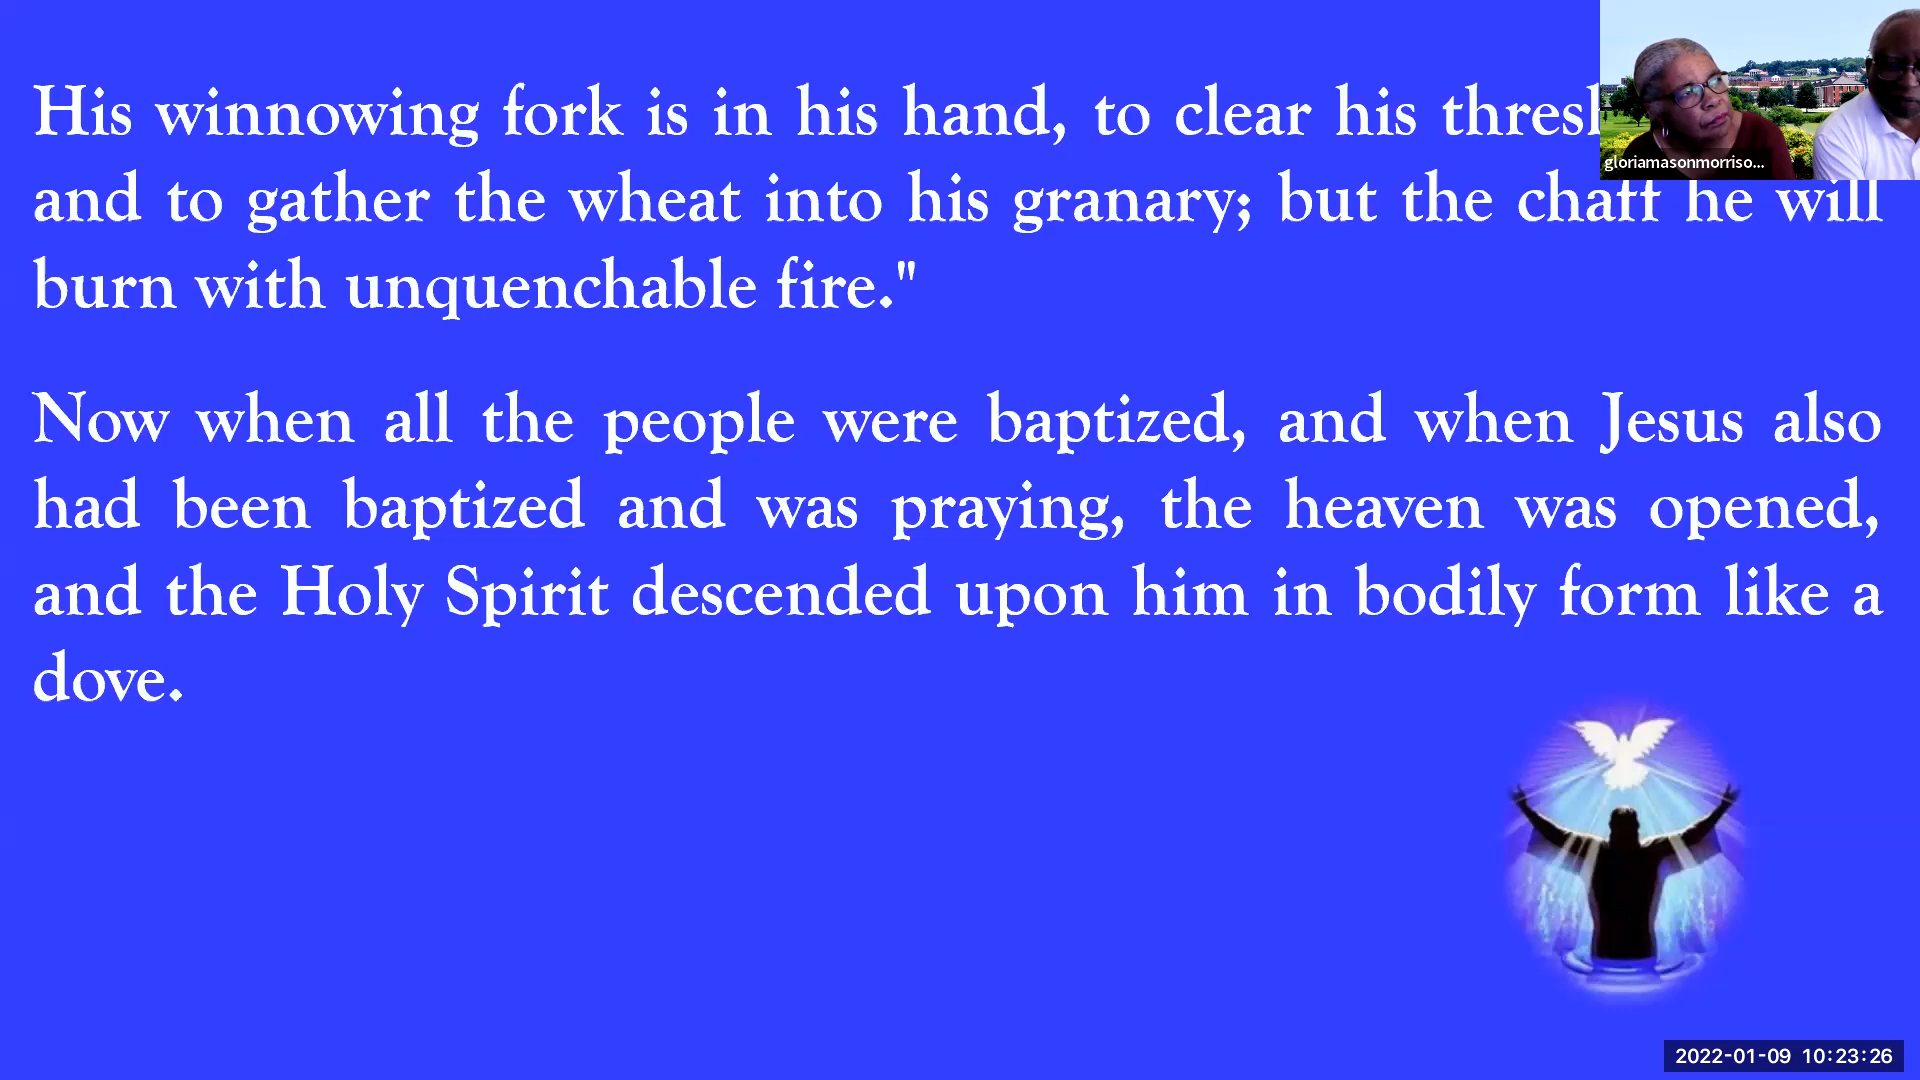 His winnowing fork is in his hand, to clear his
gloriamasonmorriso...
and to gather the wheat into his granary; but the chaff he will
burn with unquenchable fire."
Now when all the people were baptized, and when Jesus also
had been baptized and was praying, the heaven was opened,
and the Holy Spirit descended upon him in bodily form like a
dove.
2022-01-09 10:23:26